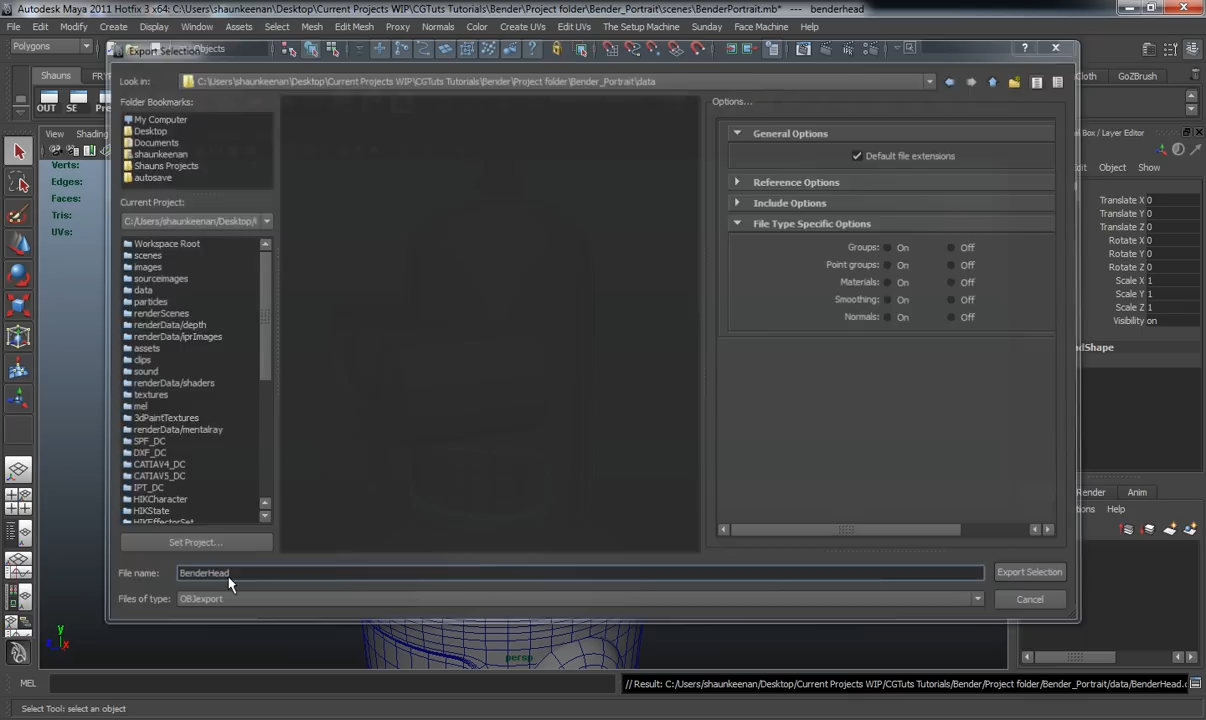 Autodesk Maya 2011 Hotfix 3 x64: C:\Users\shaunkeenan\Desktop\Current Projects WIP\CGTuts Tutorials\Bender\Project folder\Bender_Portrait\scenes\BenderPortrait.mb* --- benderhead
File Edit Modify Create Display Window Assets Select Mesh Edit Mesh Proxy Normals Color Create UVs Edit UVs The Setup Machine Sunday Face Machine Help
Polygons
Export Selection
Objects
Look in: C:\Users\shaunkeenan\Desktop\Current Projects WIP\CGTuts Tutorials\Bender\Project folder\Bender_Portrait\data
Shauns
OUT SE
Cloth GoZBrush
Folder Bookmarks:
My Computer
Desktop
Documents
shaunkeenan
Shauns Projects
autosave
Current Project:
C:/Users/shaunkeenan/Desktop/
Workspace Root
scenes
images
sourceimages
data
particles
renderScenes
renderData/depth
renderData/iprImages
assets
clips
sound
renderData/shaders
textures
mel
3dPaintTextures
renderData/mentalray
SPF_DC
DXF_DC
CATIAV4_DC
CATIAV5_DC
IPT_DC
HIKCharacter
HIKState
HIKEffectorSet
Set Project...
File name: BenderHead
Export Selection
Files of type: OBJexport
Cancel
Options...
General Options
Default file extensions
Reference Options
Include Options
File Type Specific Options
Groups: On Off
Point groups: On Off
Materials: On Off
Smoothing: On Off
Normals: On Off
View Shading
Verts:
Edges:
Faces:
Tris:
UVs:
Box / Layer Editor
Object Show
Translate X 0
Translate Y 0
Translate Z 0
Rotate X 0
Rotate Y 0
Rotate Z 0
Scale X 1
Scale Y 1
Scale Z 1
Visibility on
Render Anim
Help
persp
y
z x
MEL
// Result: C:/Users/shaunkeenan/Desktop/Current Projects WIP/CGTuts Tutorials/Bender/Project folder/Bender_Portrait/data/BenderHead.
Select Tool: select an object